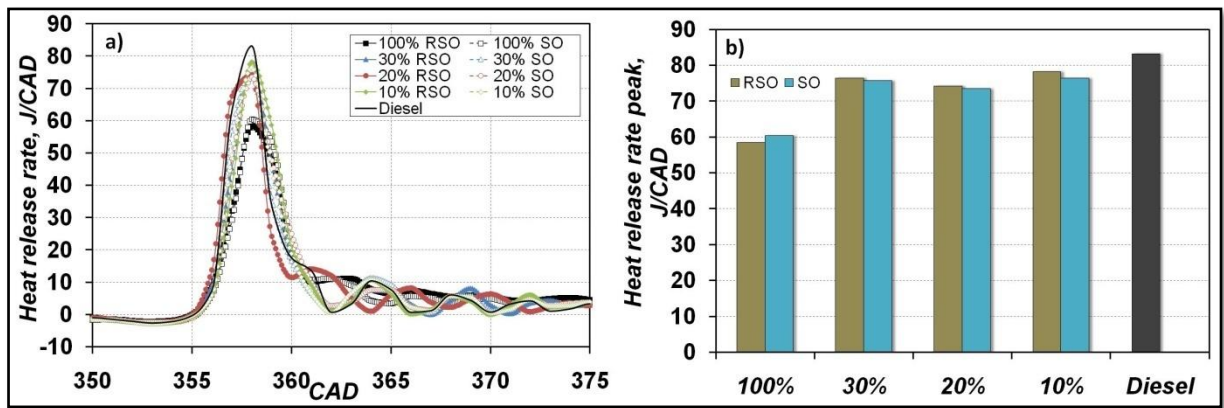 a)
Heat release rate, J/CAD
90
80
70
60
50
40
30
20
10
0
-10
100% RSO
100% SO
30% RSO
30% SO
20% RSO
20% SO
10% RSO
10% SO
Diesel
350
355
360
365
370
375
CAD
b)
Heat release rate peak,
J/CAD
90
80
70
60
50
40
30
20
10
0
RSO
SO
100%
30%
20%
10%
Diesel